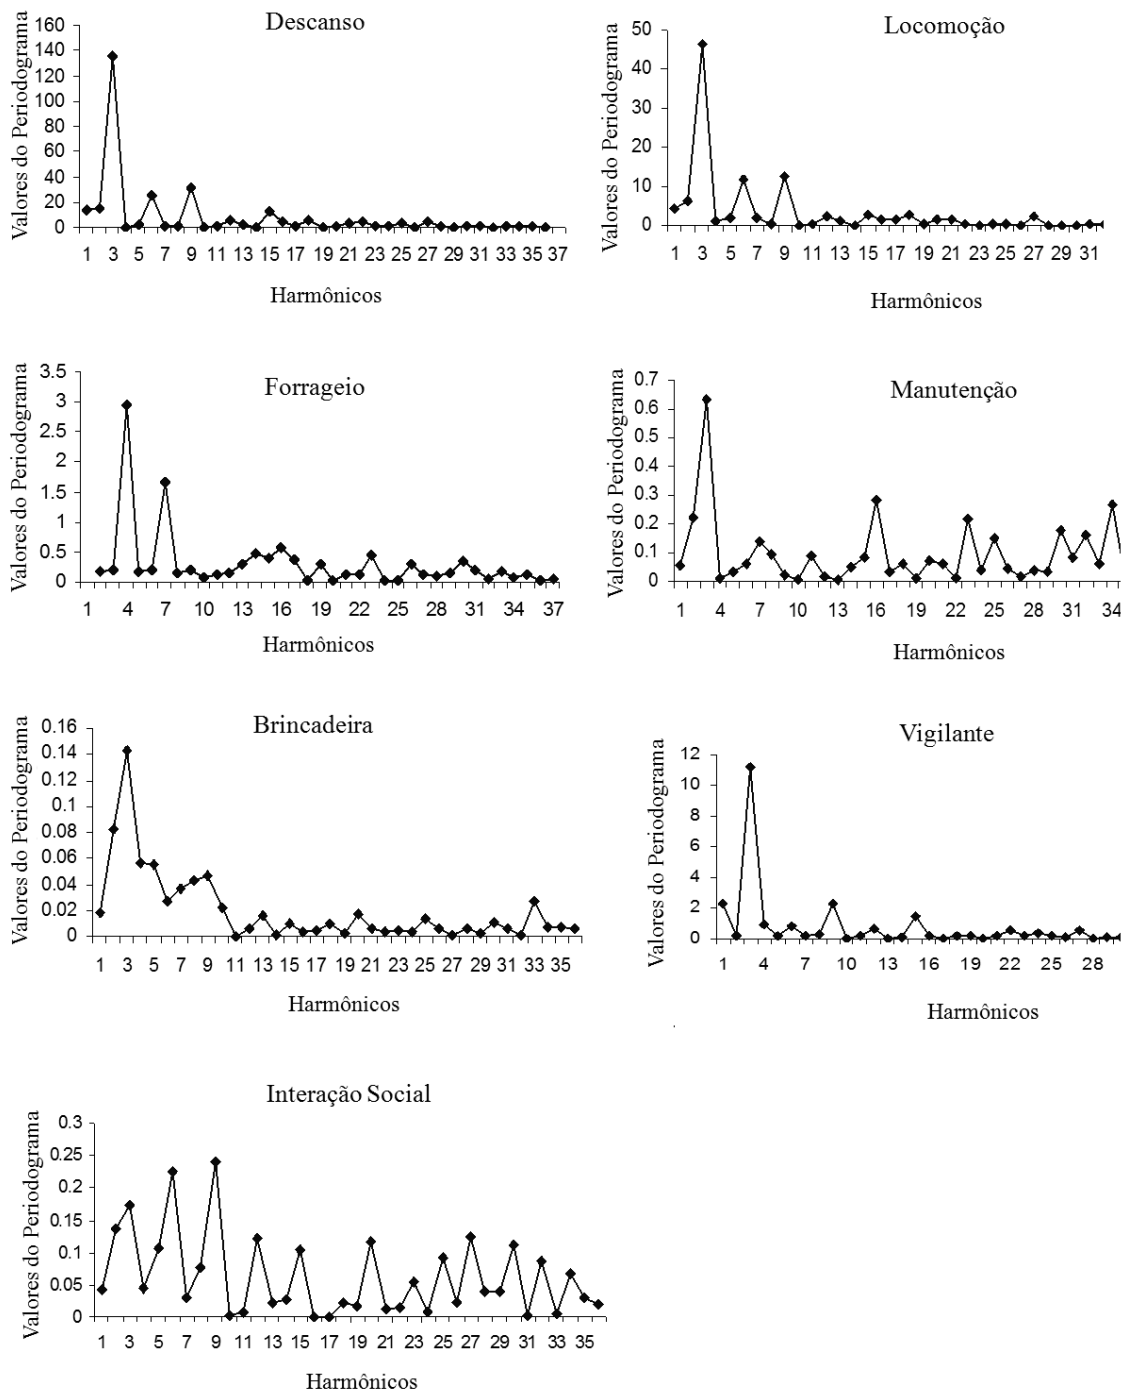 Descanso
Valores do Periodograma
160
140
120
100
80
60
40
20
0
1 3 5 7 9 11 13 15 17 19 21 23 25 27 29 31 33 35 37
Harmônicos
Locomoção
Valores do Periodograma
50
40
30
20
10
0
1 3 5 7 9 11 13 15 17 19 21 23 25 27 29 31
Harmônicos
Forrageio
Valores do Periodograma
3.5
3
2.5
2
1.5
1
0.5
0
1 4 7 10 13 16 19 22 25 28 31 34 37
Harmônicos
Manutenção
Valores do Periodograma
0.7
0.6
0.5
0.4
0.3
0.2
0.1
0
1 4 7 10 13 16 19 22 25 28 31 34
Harmônicos
Brincadeira
Valores do Periodograma
0.16
0.14
0.12
0.1
0.08
0.06
0.04
0.02
0
1 3 5 7 9 11 13 15 17 19 21 23 25 27 29 31 33 35
Harmônicos
Vigilante
Valores do Periodograma
12
10
8
6
4
2
0
1 4 7 10 13 16 19 22 25 28
Harmônicos
Interação Social
Valores do Periodograma
0.3
0.25
0.2
0.15
0.1
0.05
0
1 3 5 7 9 11 13 15 17 19 21 23 25 27 29 31 33 35
Harmônicos